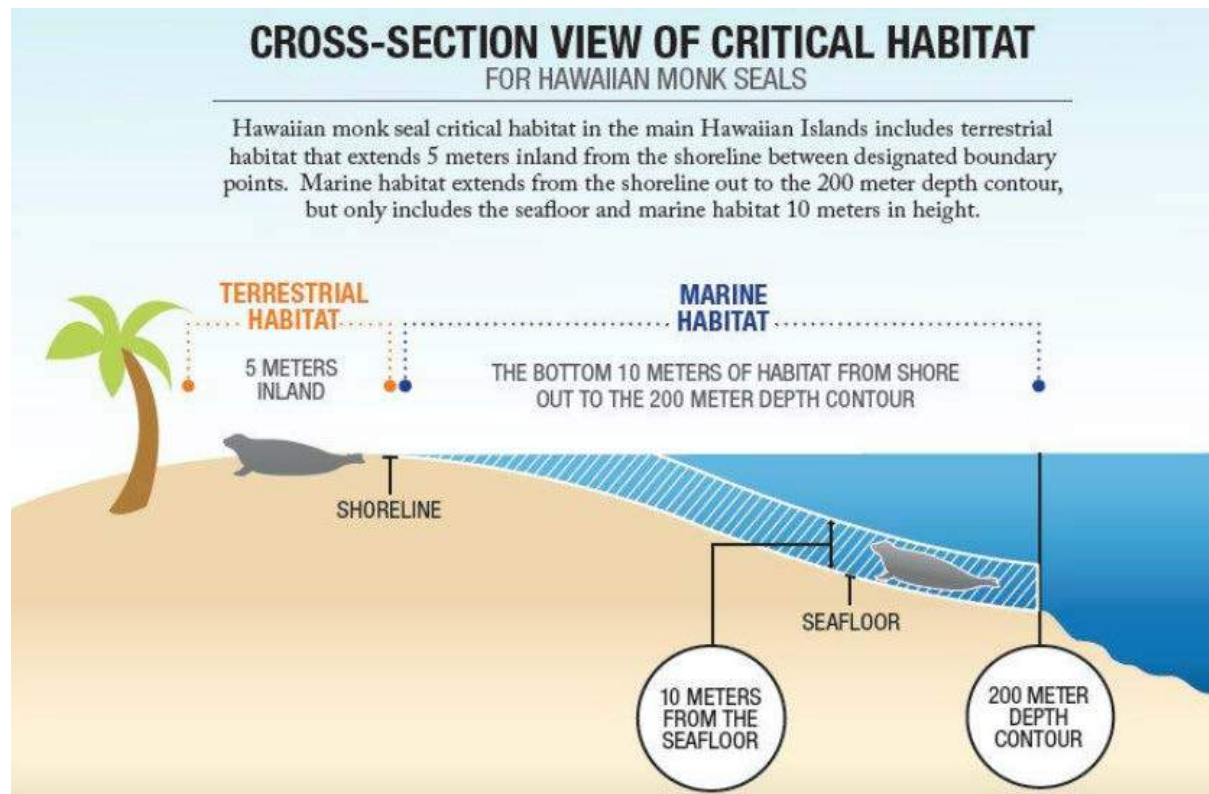 CROSS-SECTION VIEW OF CRITICAL HABITAT
FOR HAWAIIAN MONK SEALS
Hawaiian monk seal critical habitat in the main Hawaiian Islands includes terrestrial
habitat that extends 5 meters inland from the shoreline between designated boundary
points. Marine habitat extends from the shoreline out to the 200 meter depth contour,
but only includes the seafloor and marine habitat 10 meters in height.
TERRESTRIAL
HABITAT
5 METERS
INLAND
MARINE
HABITAT
THE BOTTOM 10 METERS OF HABITAT FROM SHORE
OUT TO THE 200 METER DEPTH CONTOUR
SHORELINE
SEAFLOOR
10 METERS
FROM THE
SEAFLOOR
200 METER
DEPTH
CONTOUR